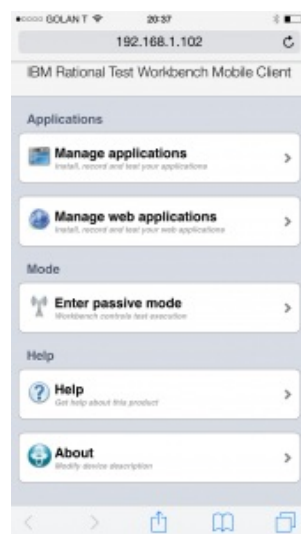 GOLAN T 20:37
192.168.1.102
IBM Rational Test Workbench Mobile Client
Applications
Manage applications
Install, record and test your applications
Manage web applications
Install, record and test your web applications
Mode
Enter passive mode
Workbench controls test execution
Help
Help
Get help about this product
About
Modify device description